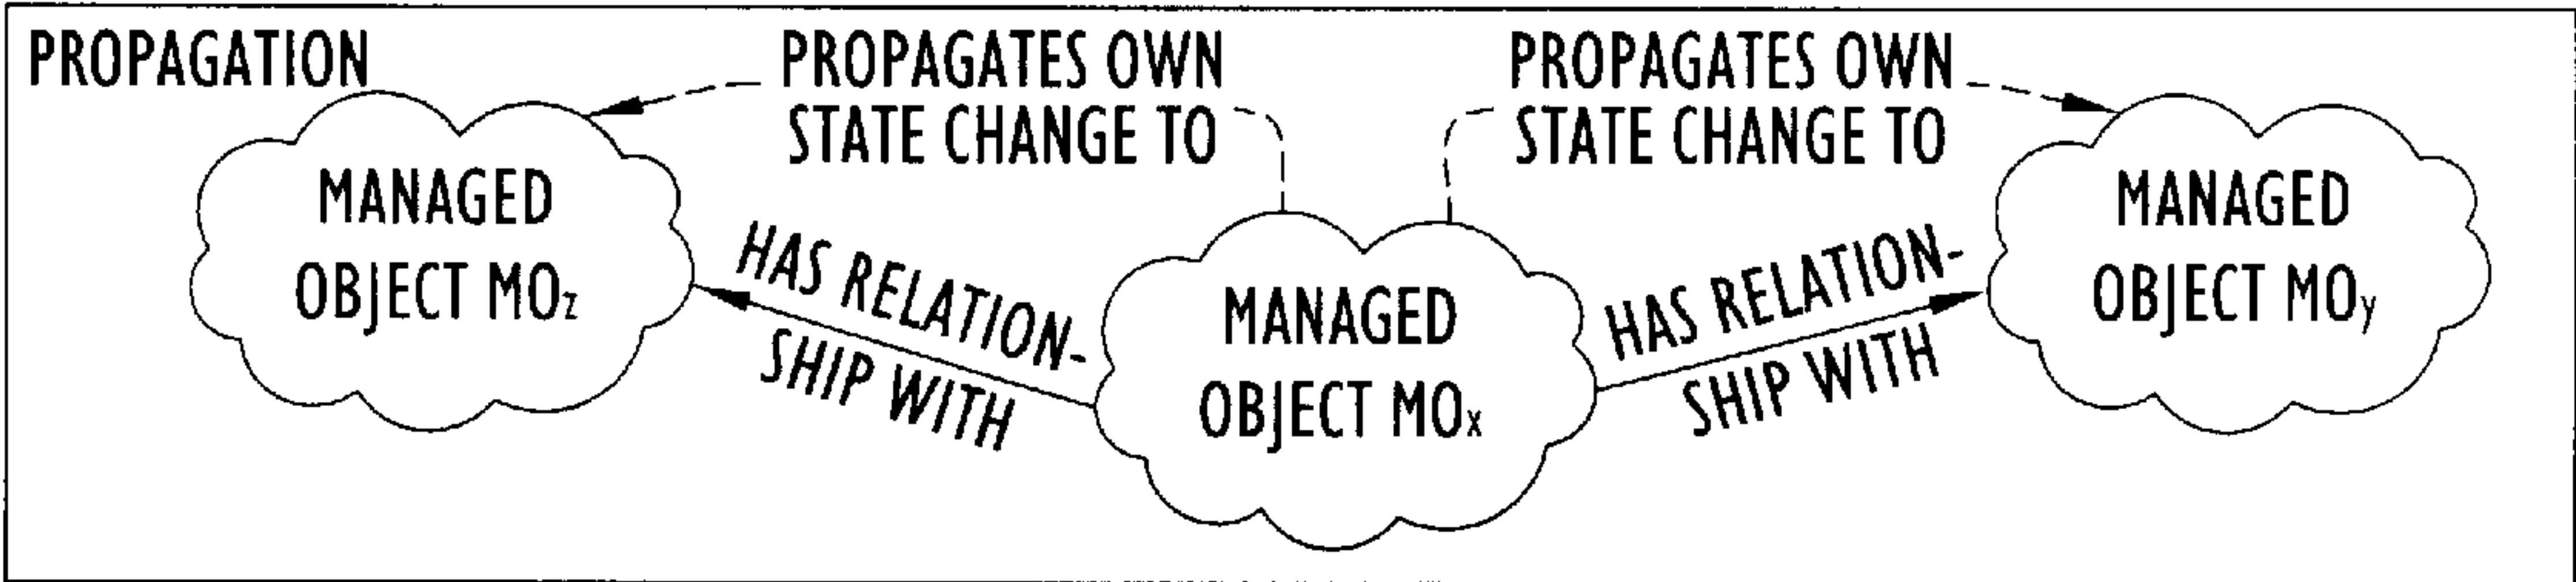 PROPAGATION
PROPAGATES OWN
STATE CHANGE TO
PROPAGATES OWN
STATE CHANGE TO
MANAGED
OBJECT MOz
HAS RELATION-
SHIP WITH
MANAGED
OBJECT MOx
HAS RELATION-
SHIP WITH
MANAGED
OBJECT MOy